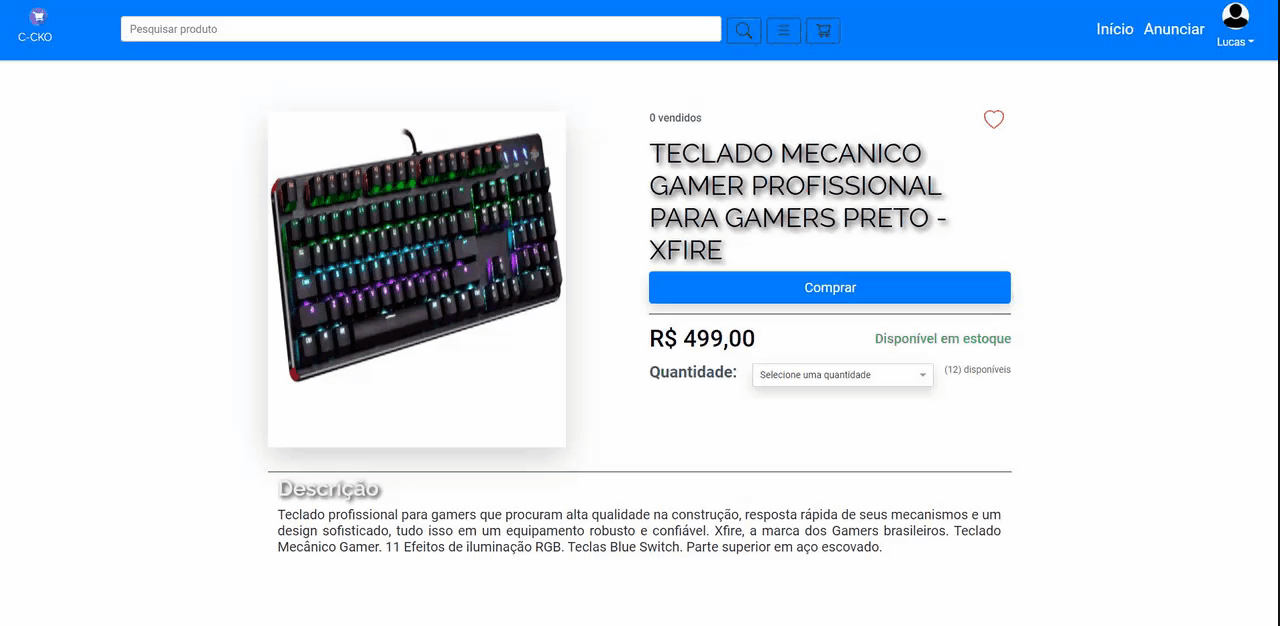 C-CKO
Pesquisar produto
Início Anunciar
Lucas
0 vendidos
TECLADO MECANICO
GAMER PROFISSIONAL
PARA GAMERS PRETO -
XFIRE
Comprar
R$ 499,00
Disponível em estoque
Quantidade:
Selecione uma quantidade
(12) disponíveis
Descrição
Teclado profissional para gamers que procuram alta qualidade na construção, resposta rápida de seus mecanismos e um
design sofisticado, tudo isso em um equipamento robusto e confiável. Xfire, a marca dos Gamers brasileiros. Teclado
Mecânico Gamer. 11 Efeitos de iluminação RGB. Teclas Blue Switch. Parte superior em aço escovado.